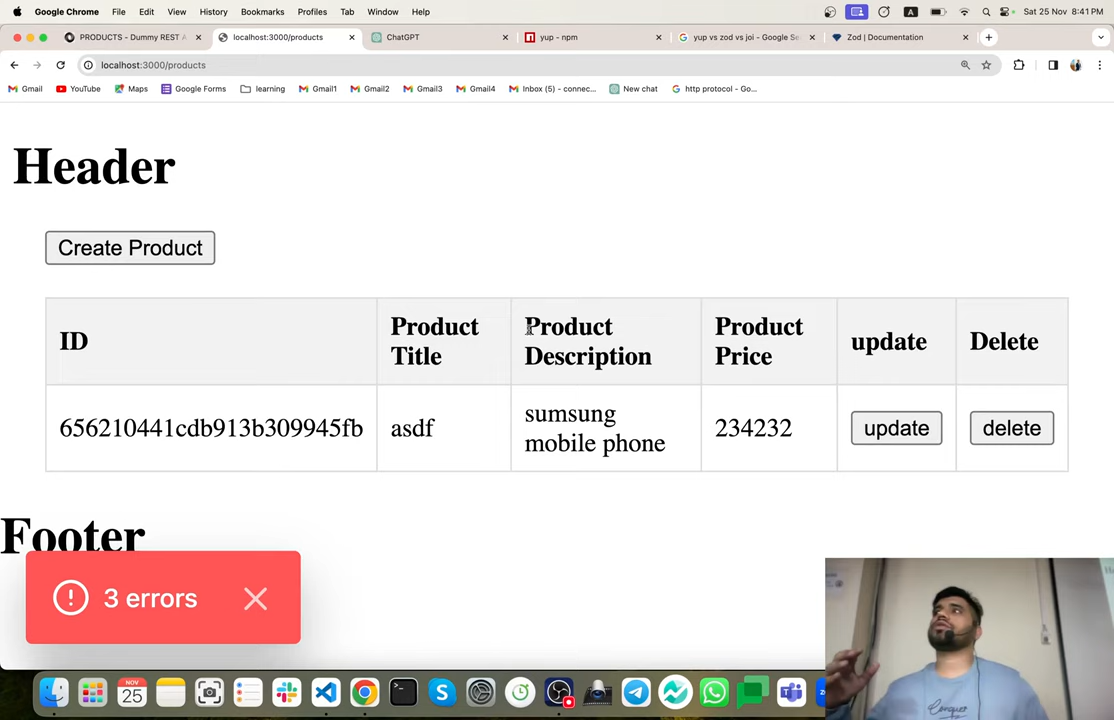 Google Chrome File Edit View History Bookmarks Profiles Tab Window Help A Sat 25 Nov 8:41 PM
PRODUCTS - Dummy REST A localhost:3000/products ChatGPT yup - npm yup vs zod vs joi - Google Se Zod | Documentation
localhost:3000/products
Gmail YouTube Maps Google Forms learning Gmail1 Gmail2 Gmail3 Gmail4 Inbox (5) - connec... New chat http protocol - Go...
Header
Create Product
ID Product Title Product Description Product Price update Delete
656210441cdb913b309945fb asdf sumsung mobile phone 234232 update delete
Footer
3 errors
NOV
25